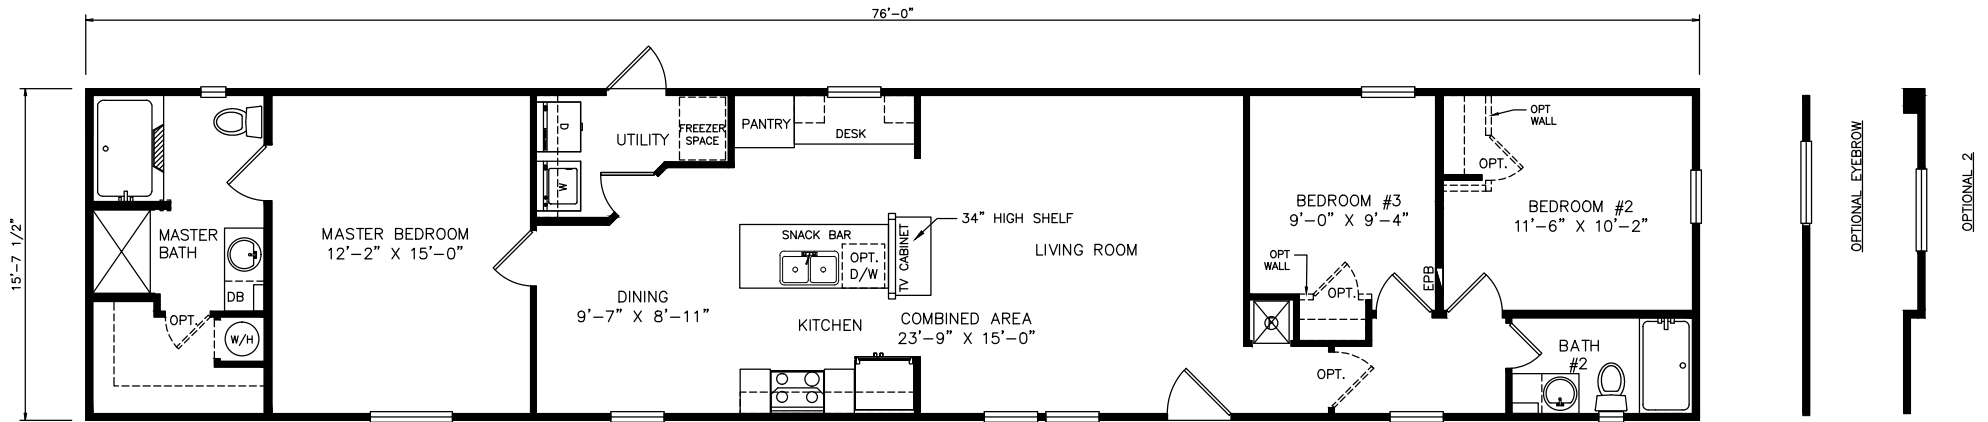 76'-0"
15'-7 1/2"
MASTER
BATH
DB
OPT.
W/H
MASTER BEDROOM
12'-2" X 15'-0"
D
W
UTILITY
FREEZER
SPACE
PANTRY
DESK
SNACK BAR
OPT.
D/W
TV CABINET
34" HIGH SHELF
DINING
9'-7" X 8'-11"
KITCHEN
COMBINED AREA
23'-9" X 15'-0"
LIVING ROOM
BEDROOM #3
9'-0" X 9'-4"
OPT
WALL
OPT.
EPB
OPT.
OPT
WALL
OPT.
BEDROOM #2
11'-6" X 10'-2"
BATH
#2
OPTIONAL EYEBROW
OPTIONAL 2